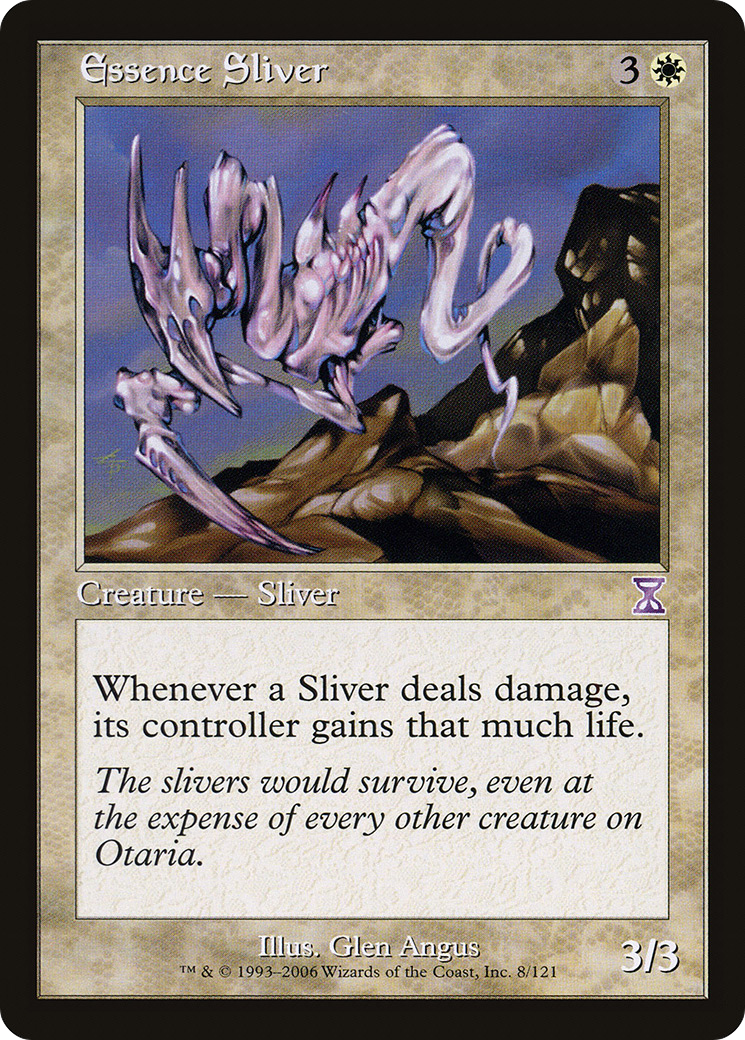 Essence Sliver
3
Creature — Sliver
Whenever a Sliver deals damage,
its controller gains that much life.
The slivers would survive, even at
the expense of every other creature on
Otaria.
Illus. Glen Angus
3/3
™ & © 1993–2006 Wizards of the Coast, Inc. 8/121